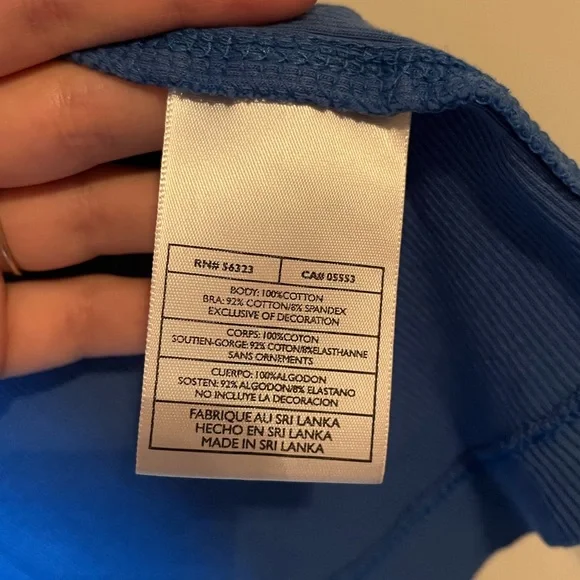 RN# 56323 CA# 05553
BODY: 100%COTTON
BRA: 92% COTTON/8% SPANDEX
EXCLUSIVE OF DECORATION
CORPS: 100%COTON
SOUTIEN-GORGE: 92% COTON/8%ELASTHANNE
SANS ORNEMENTS
CUERPO: 100%ALGODON
SOSTEN: 92% ALGODON/8% ELASTANO
NO INCLUYE LA DECORACION
FABRIQUE AU SRI LANKA
HECHO EN SRI LANKA
MADE IN SRI LANKA